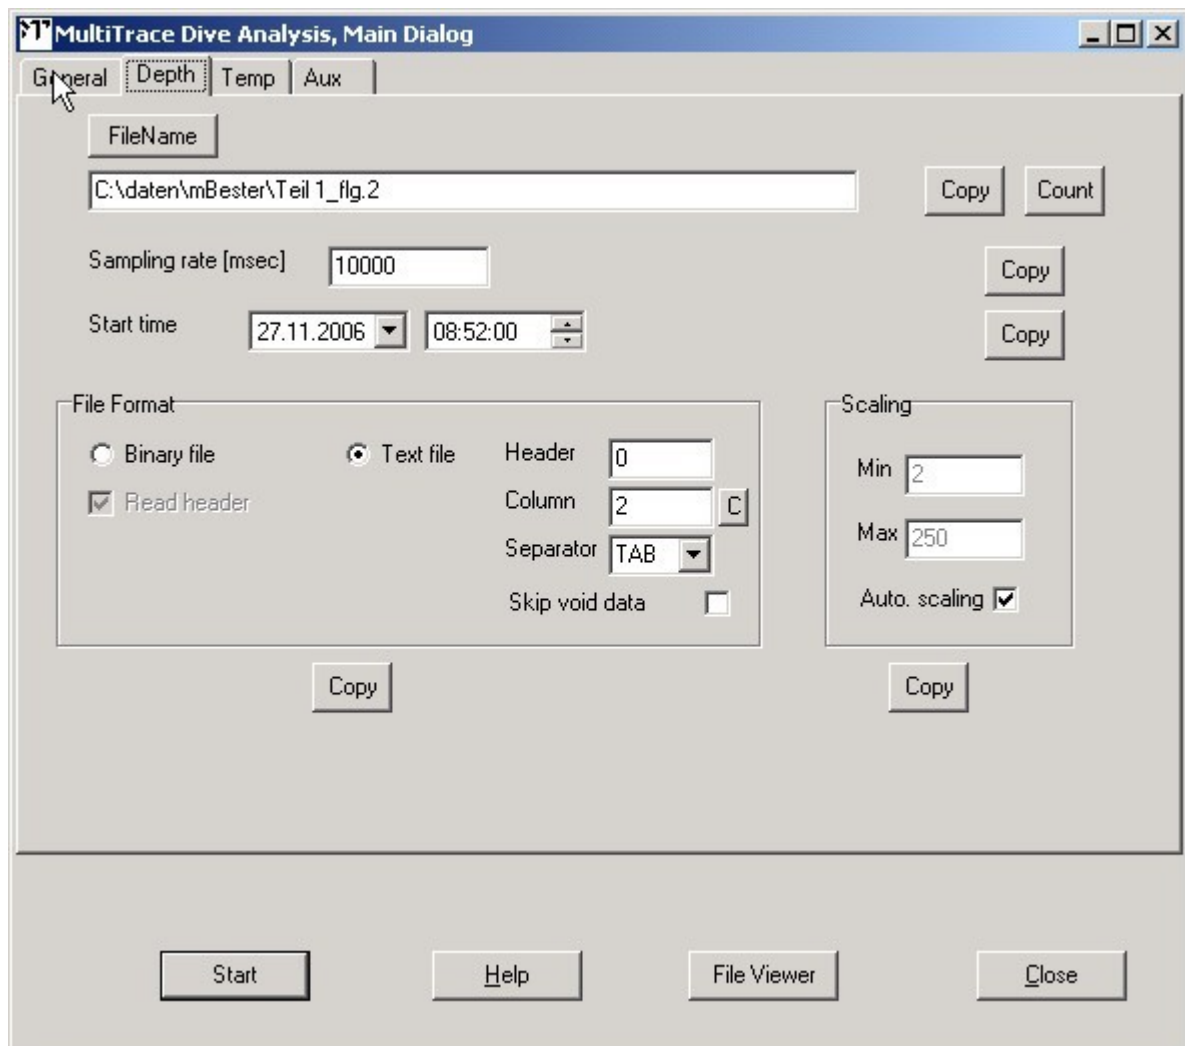 MultiTrace Dive Analysis, Main Dialog
General Depth Temp Aux
FileName
C:\daten\mBester\Teil 1_flg.2 Copy Count
Sampling rate [msec] 10000 Copy
Start time 27.11.2006 08:52:00 Copy
File Format Scaling
Binary file Text file Header 0 Min 2
Read header Column 2 C
Max 250
Separator TAB
Skip void data Auto. scaling
Copy Copy
Start Help File Viewer Close